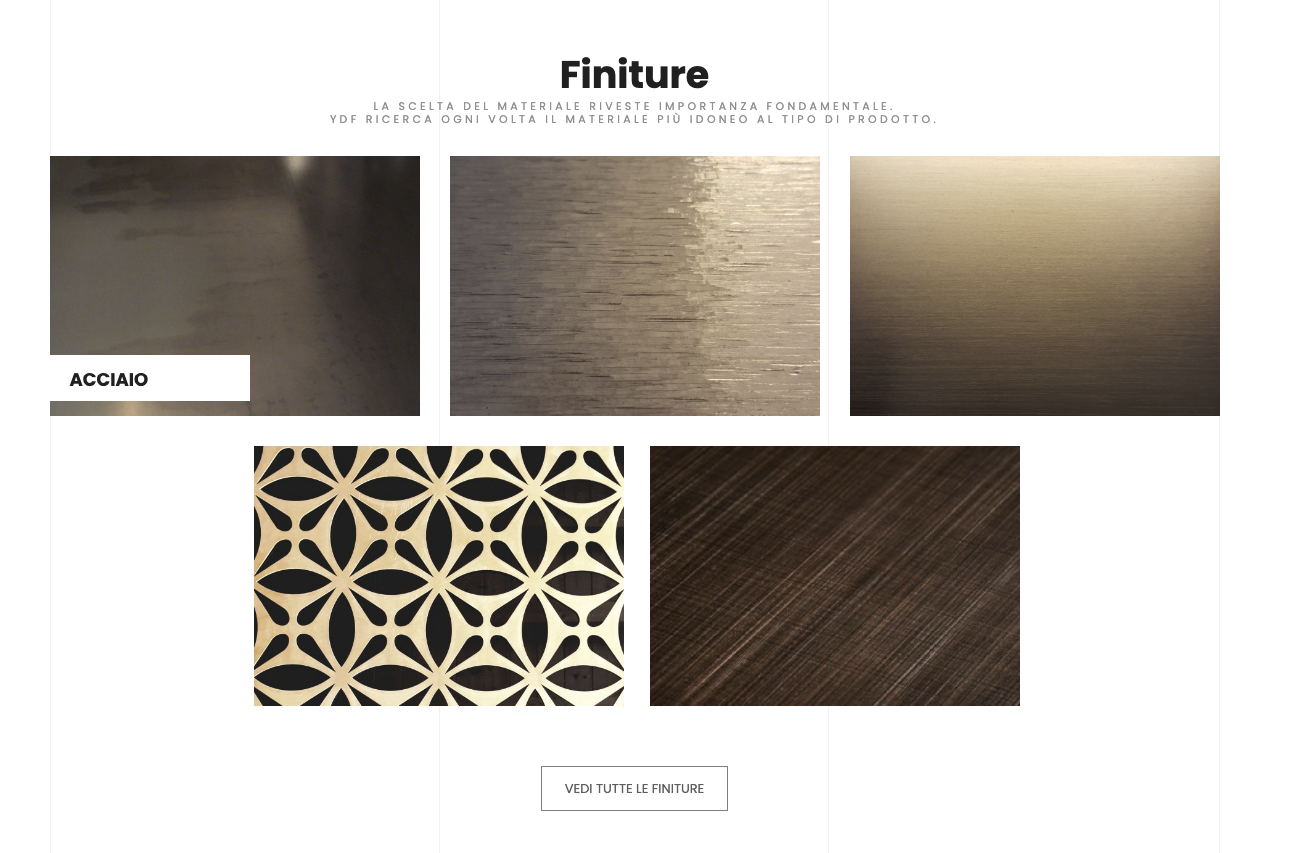 Finiture
LA SCELTA DEL MATERIALE RIVESTE IMPORTANZA FONDAMENTALE.
YDF RICERCA OGNI VOLTA IL MATERIALE PIÙ IDONEO AL TIPO DI PRODOTTO.
ACCIAIO
VEDI TUTTE LE FINITURE